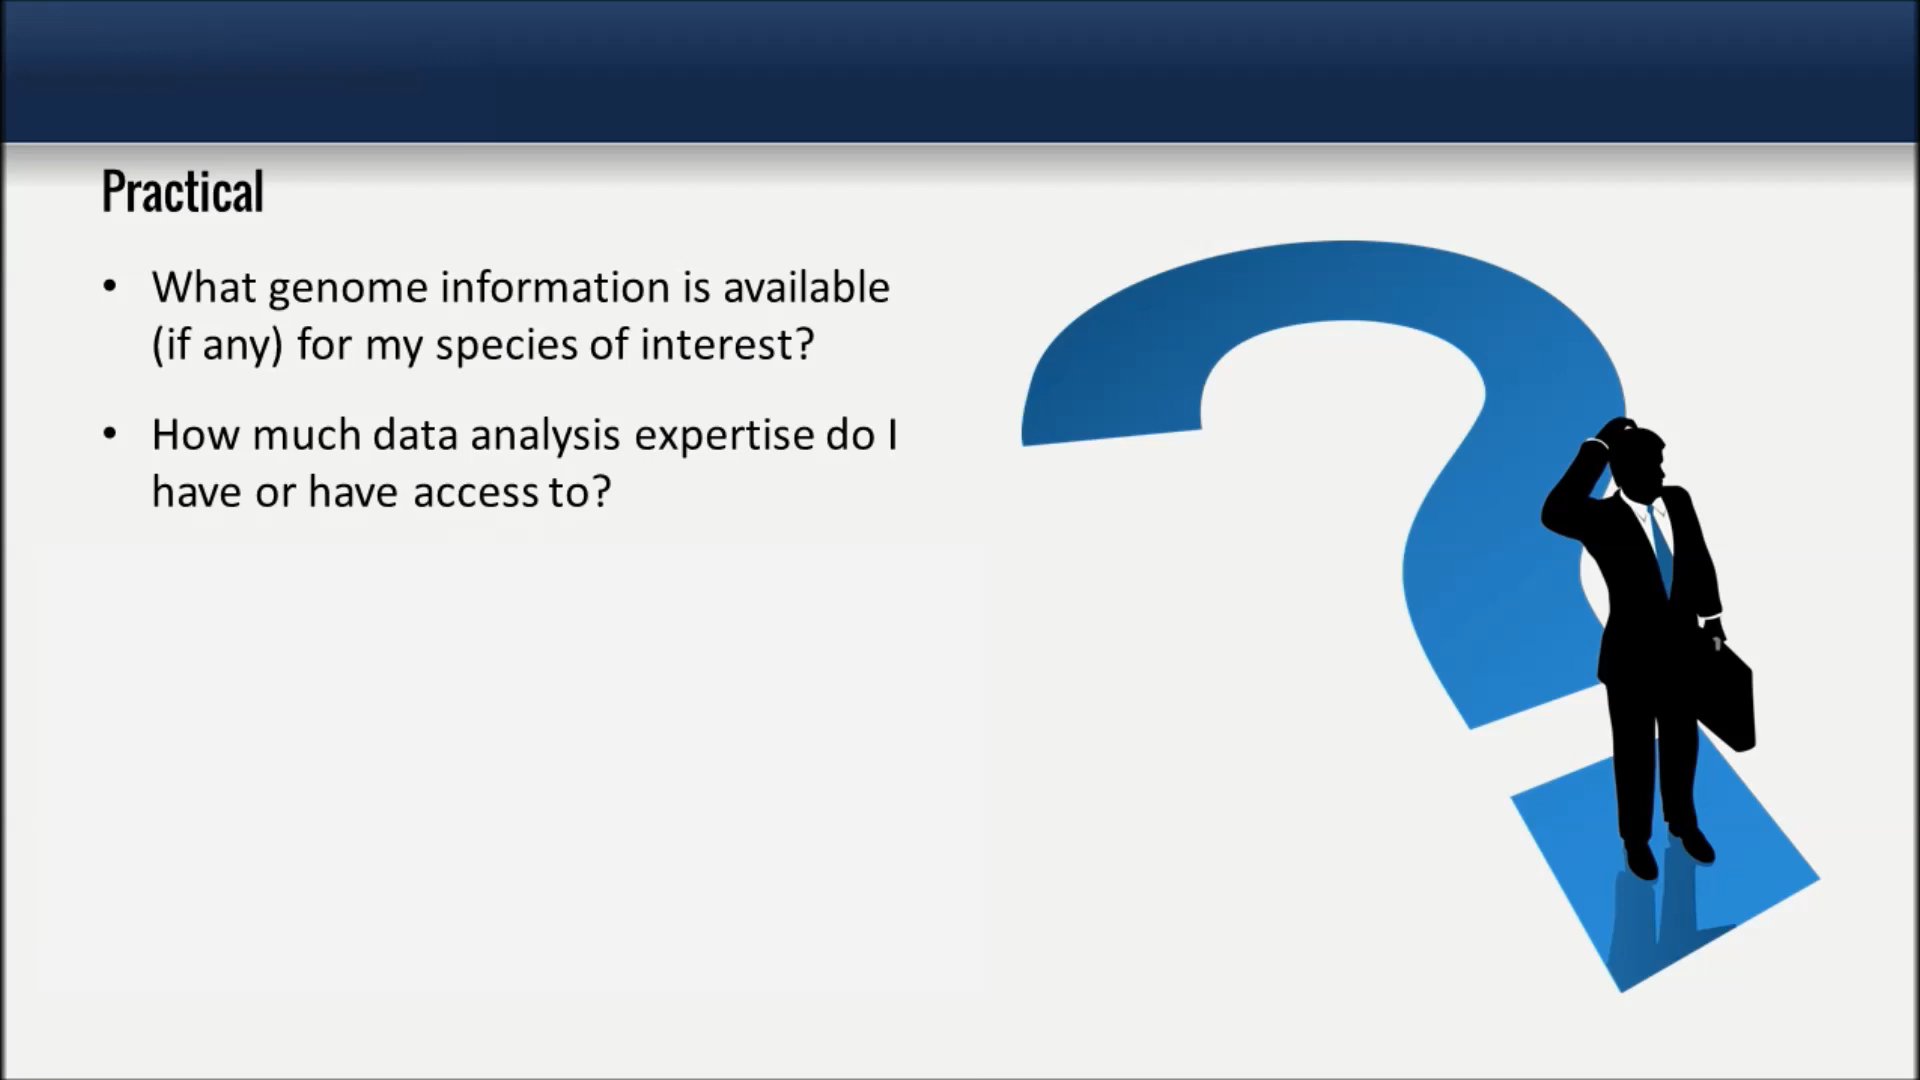 Practical
• What genome information is available
(if any) for my species of interest?
• How much data analysis expertise do I
have or have access to?